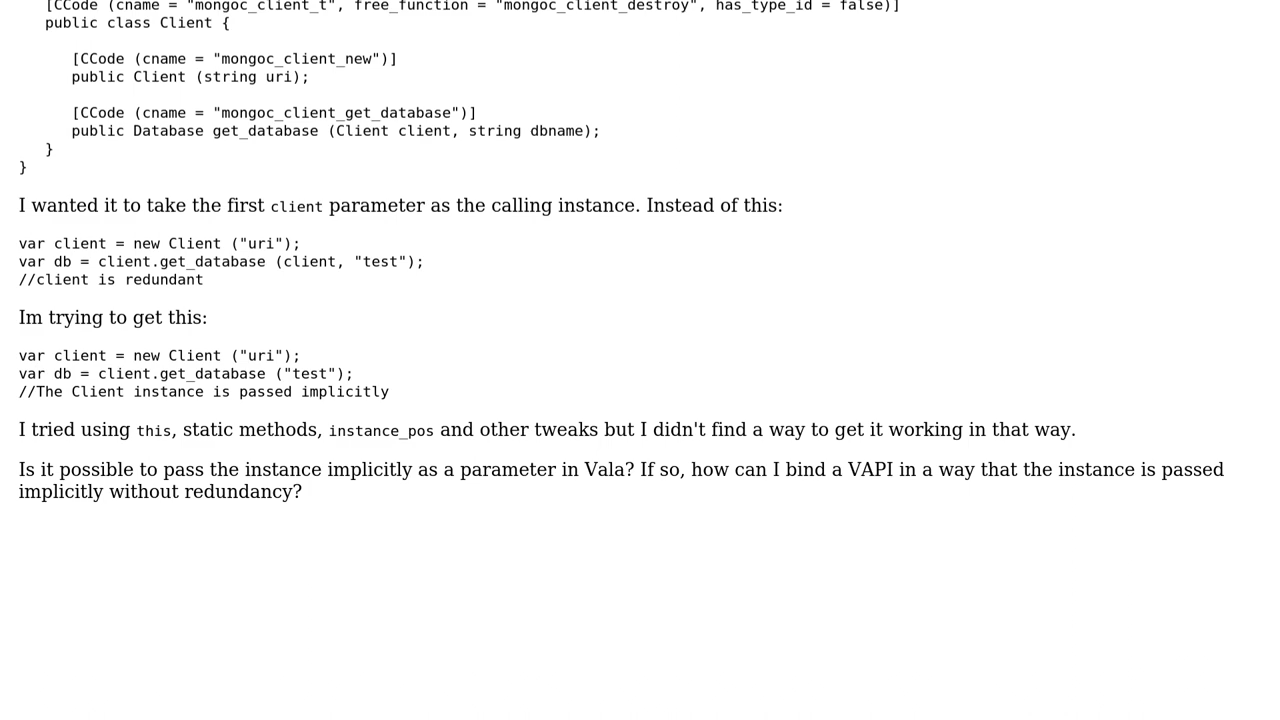 [CCode (cname = "mongoc_client_t", free_function = "mongoc_client_destroy", has_type_id = false)]
public class Client {
[CCode (cname = "mongoc_client_new")]
public Client (string uri);
[CCode (cname = "mongoc_client_get_database")]
public Database get_database (Client client, string dbname);
}
}
I wanted it to take the first client parameter as the calling instance. Instead of this:
var client = new Client ("uri");
var db = client.get_database (client, "test");
//client is redundant
Im trying to get this:
var client = new Client ("uri");
var db = client.get_database ("test");
//The Client instance is passed implicitly
I tried using this, static methods, instance_pos and other tweaks but I didn't find a way to get it working in that way.
Is it possible to pass the instance implicitly as a parameter in Vala? If so, how can I bind a VAPI in a way that the instance is passed
implicitly without redundancy?